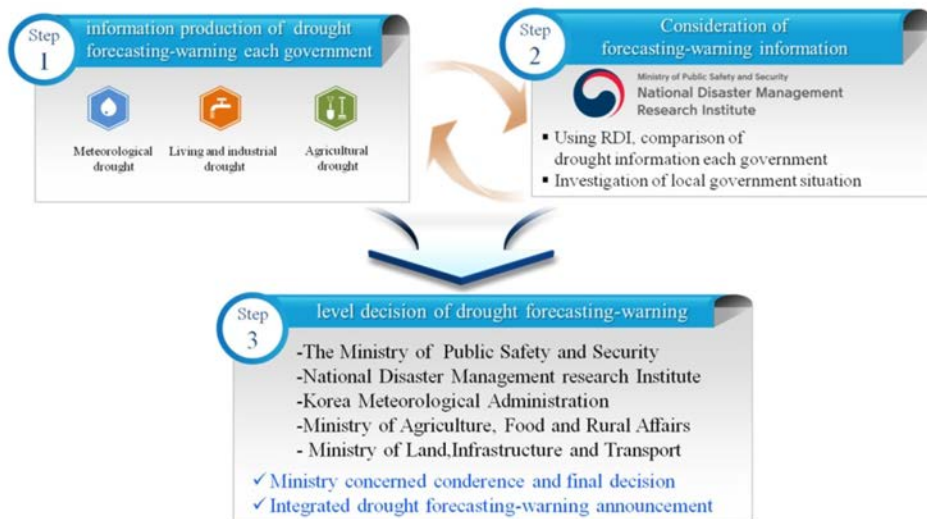 Step
1
information production of drought
forecasting-warning each government
Meteorological
drought
Living and industrial
drought
Agricultural
drought
Step
2
Consideration of
forecasting-warning information
Ministry of Public Safety and Security
National Disaster Management
Research Institute
▪ Using RDI, comparison of
drought information each government
▪ Investigation of local government situation
Step
3
level decision of drought forecasting-warning
-The Ministry of Public Safety and Security
-National Disaster Management research Institute
-Korea Meteorological Administration
-Ministry of Agriculture, Food and Rural Affairs
- Ministry of Land,Infrastructure and Transport
✓ Ministry concerned conderence and final decision
✓ Integrated drought forecasting-warning announcement